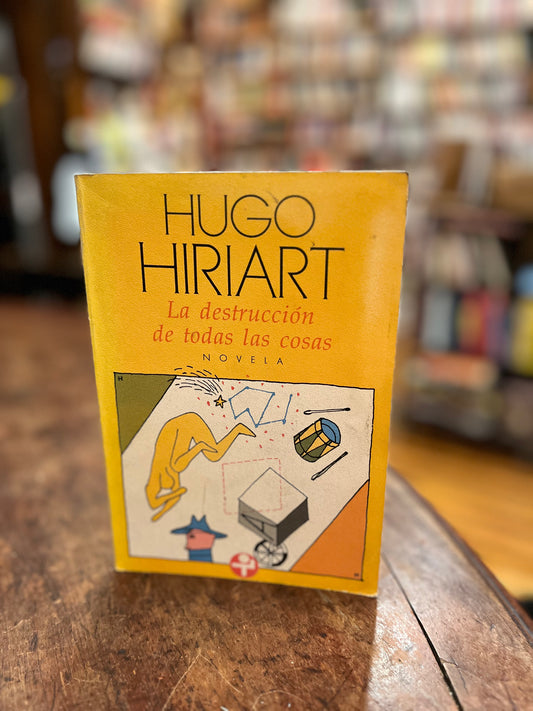 HUGO
HIRIART
La destrucción
de todas las cosas
NOVELA
H
H